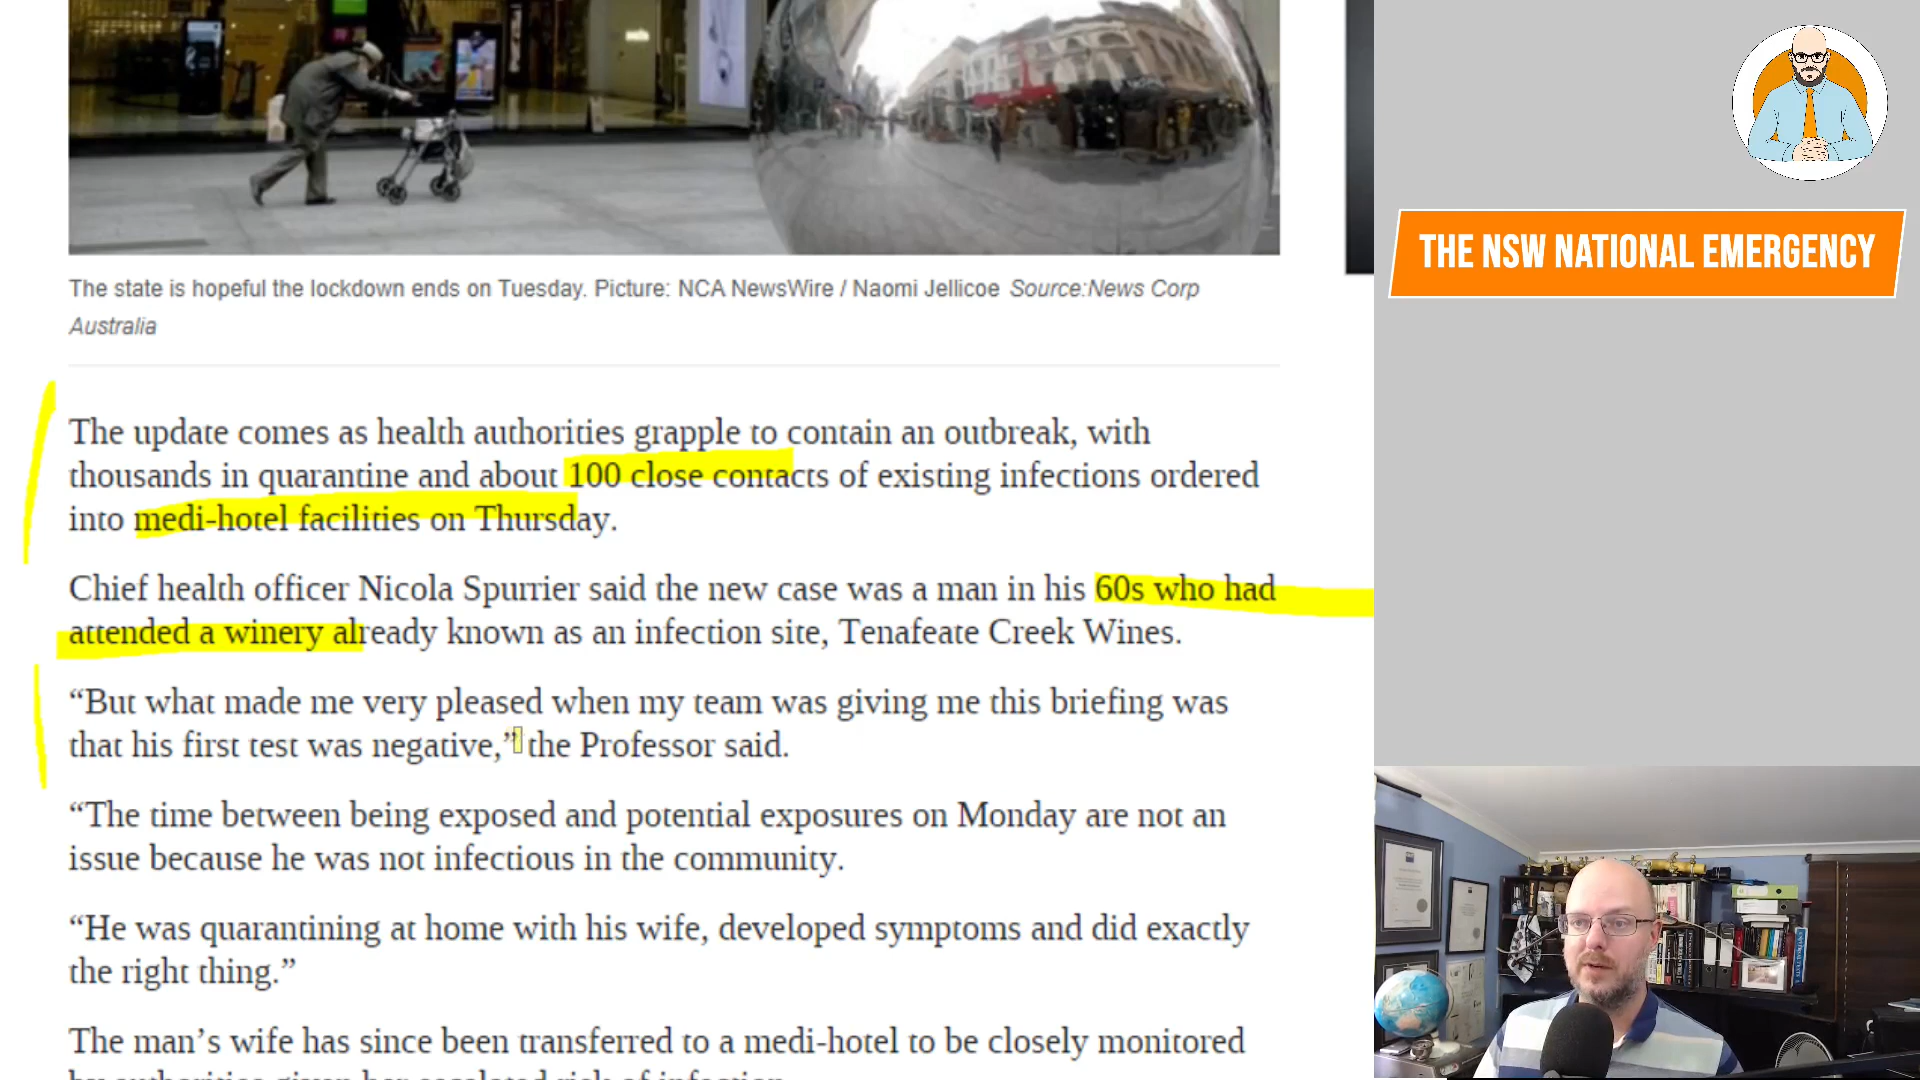 The state is hopeful the lockdown ends on Tuesday. Picture: NCA NewsWire / Naomi Jellicoe Source:News Corp
Australia
THE NSW NATIONAL EMERGENCY
The update comes as health authorities grapple to contain an outbreak, with
thousands in quarantine and about 100 close contacts of existing infections ordered
into medi-hotel facilities on Thursday.
Chief health officer Nicola Spurrier said the new case was a man in his 60s who had
attended a winery already known as an infection site, Tenafeate Creek Wines.
“But what made me very pleased when my team was giving me this briefing was
that his first test was negative,” the Professor said.
“The time between being exposed and potential exposures on Monday are not an
issue because he was not infectious in the community.
“He was quarantining at home with his wife, developed symptoms and did exactly
the right thing.”
The man’s wife has since been transferred to a medi-hotel to be closely monitored